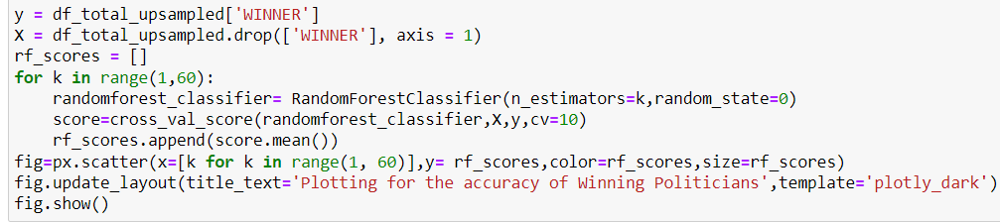 y = df_total_upsampled['WINNER']
X = df_total_upsampled.drop(['WINNER'], axis = 1)
rf_scores = []
for k in range(1,60):
    randomforest_classifier= RandomForestClassifier(n_estimators=k,random_state=0)
    score=cross_val_score(randomforest_classifier,X,y,cv=10)
    rf_scores.append(score.mean())
fig=px.scatter(x=[k for k in range(1, 60)],y= rf_scores,color=rf_scores,size=rf_scores)
fig.update_layout(title_text='Plotting for the accuracy of Winning Politicians',template='plotly_dark')
fig.show()